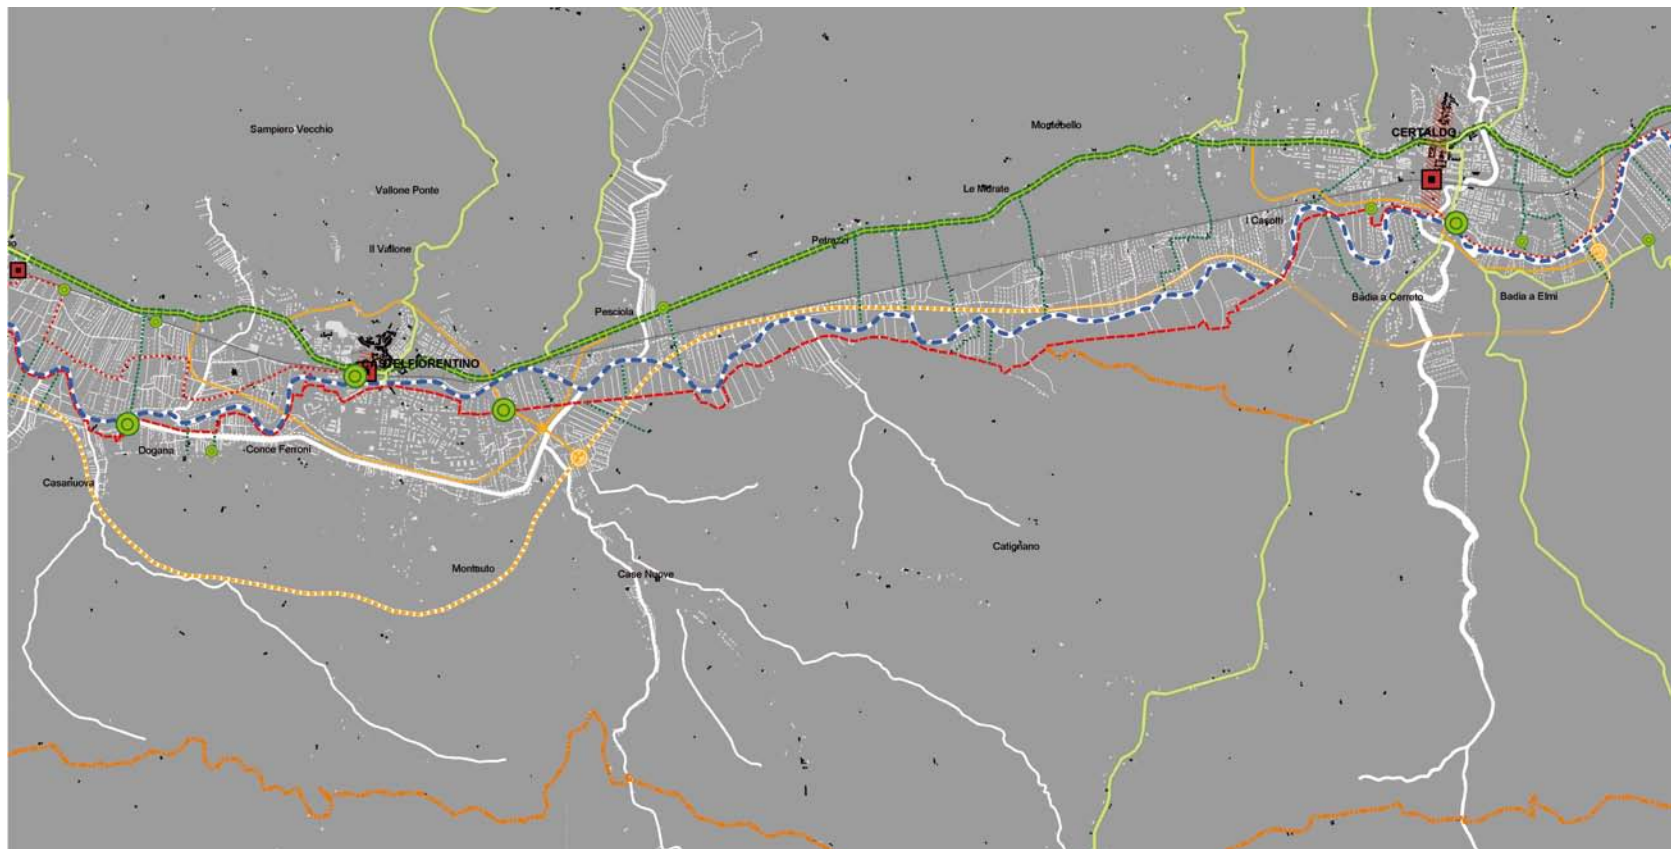 Sampiero Vecchio
Montebello
CERTALDO
Vallone Ponte
Le Murate
I Casotti
Petrazzi
Il Vallone
Badia a Cerreto
Badia a Elmi
Pesciola
CASTELFIORENTINO
Dogana
Conce Ferroni
Casanuova
Catignano
Montauto
Case Nuove